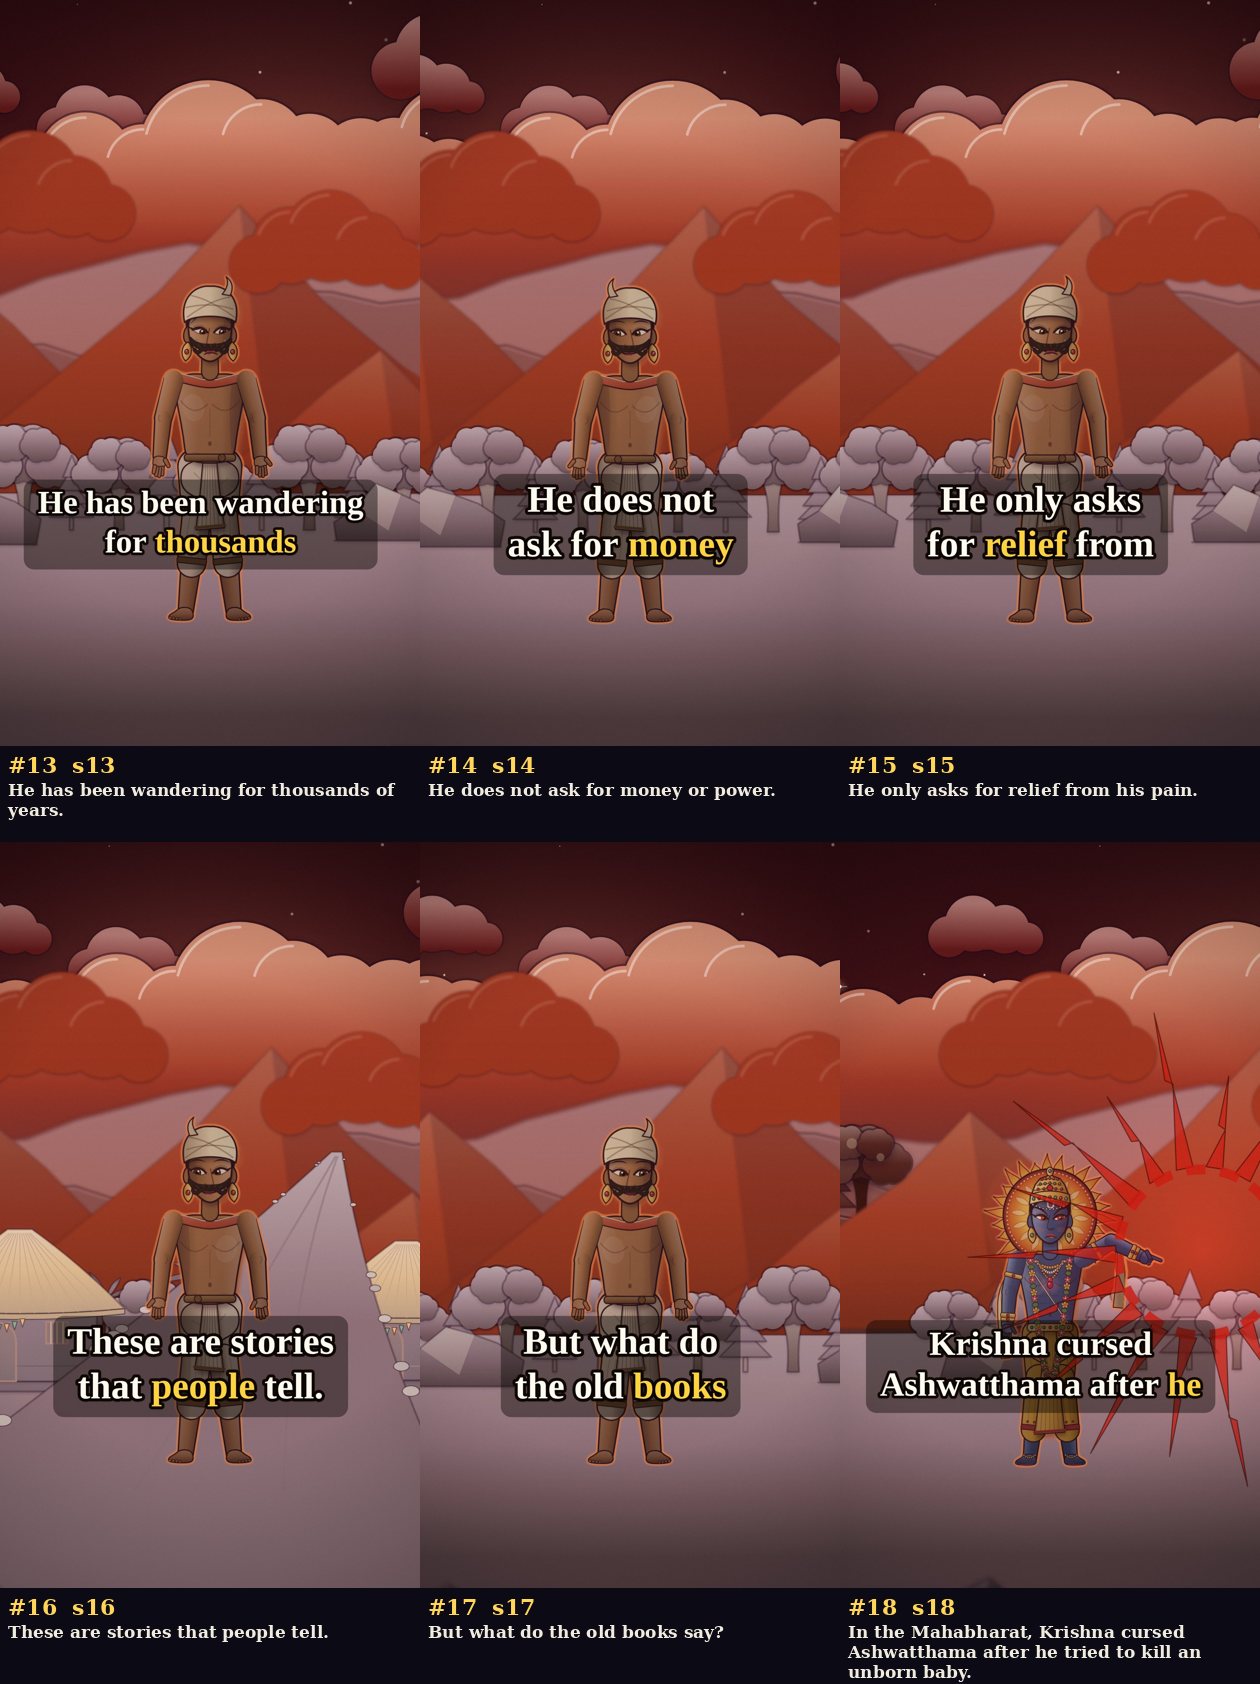 He has been wandering
for thousands
#13 s13
He has been wandering for thousands of
years.
He does not
ask for money
#14 s14
He does not ask for money or power.
He only asks
for relief from
#15 s15
He only asks for relief from his pain.
These are stories
that people tell.
#16 s16
These are stories that people tell.
But what do
the old books
#17 s17
But what do the old books say?
Krishna cursed
Ashwatthama after he
#18 s18
In the Mahabharat, Krishna cursed
Ashwatthama after he tried to kill an
unborn baby.